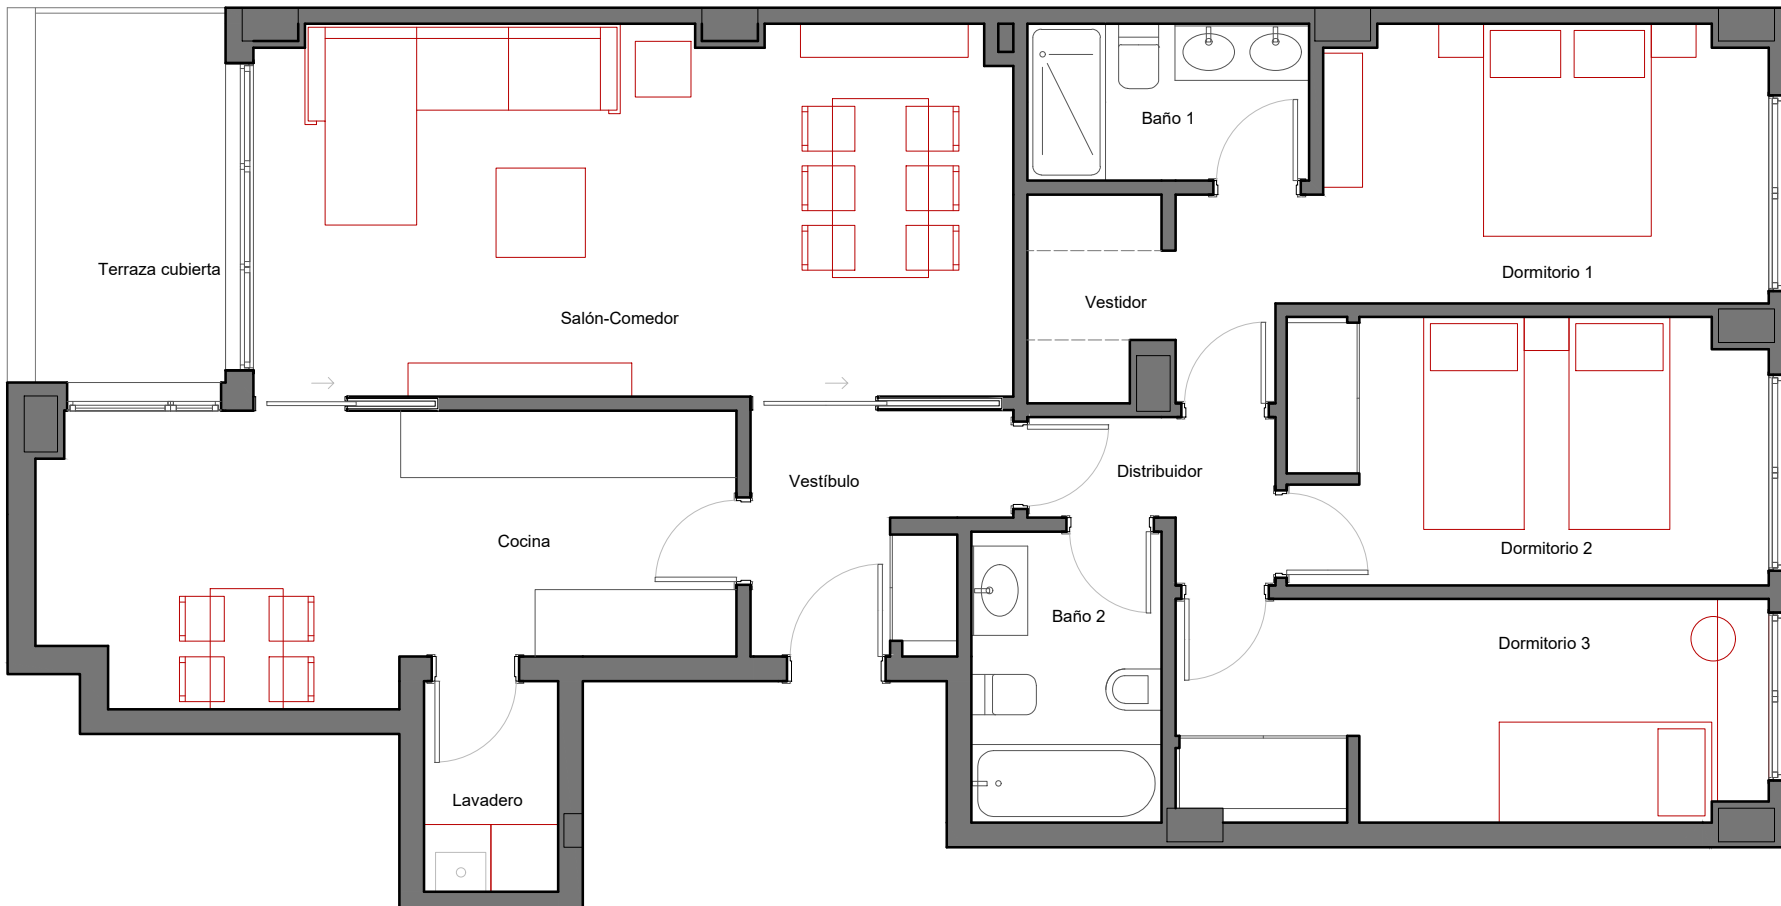 Baño 1
Terraza cubierta
Dormitorio 1
Vestidor
Salón-Comedor
Distribuidor
Vestíbulo
Cocina
Dormitorio 2
Baño 2
Dormitorio 3
Lavadero